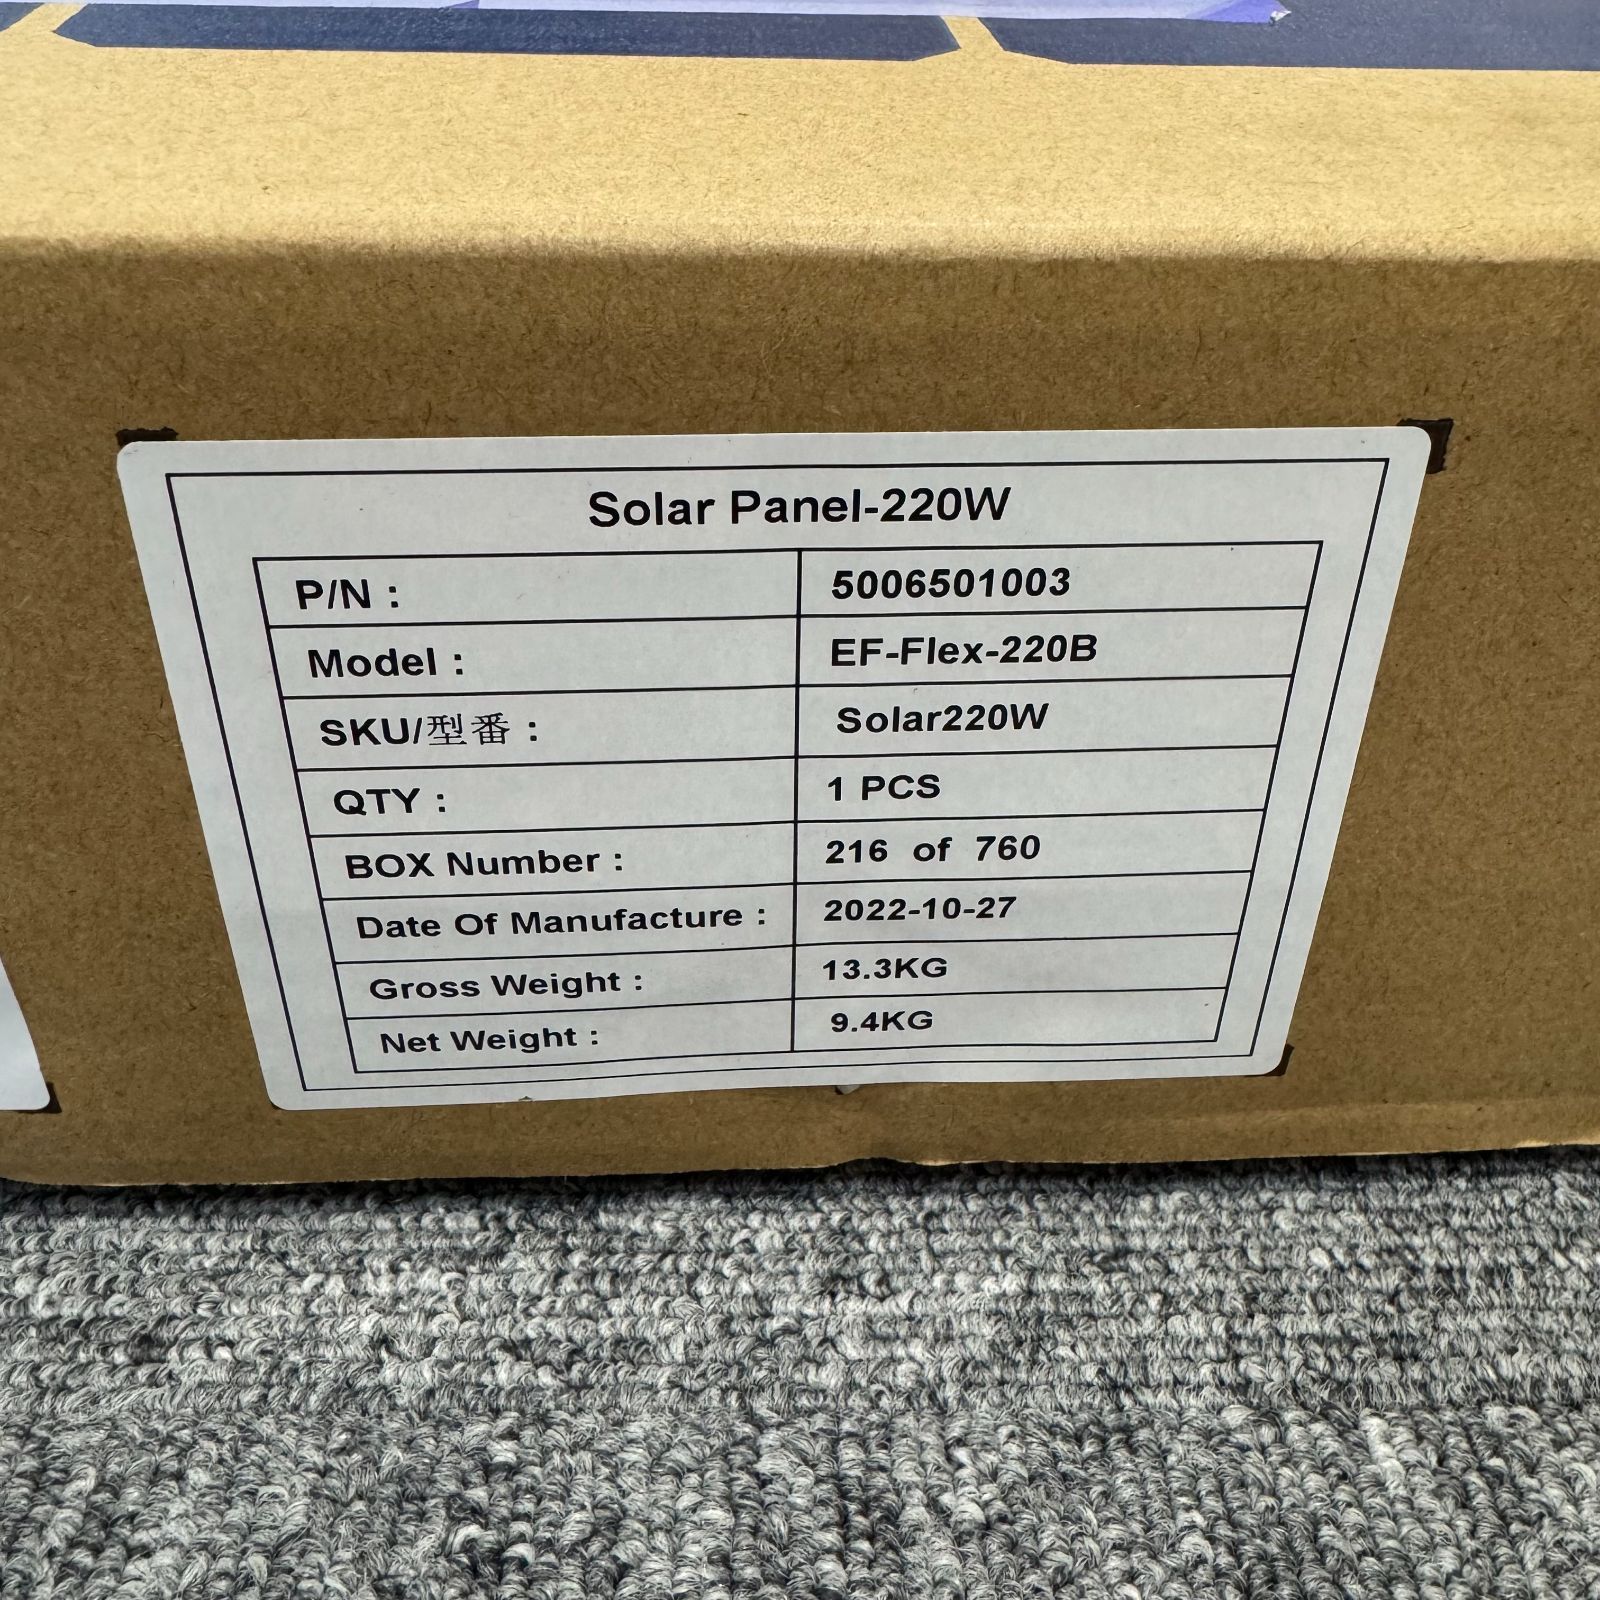 Solar Panel-220W
P/N : 5006501003
Model : EF-Flex-220B
SKU/型番 : Solar220W
QTY : 1 PCS
BOX Number : 216 of 760
Date Of Manufacture : 2022-10-27
Gross Weight : 13.3KG
Net Weight : 9.4KG